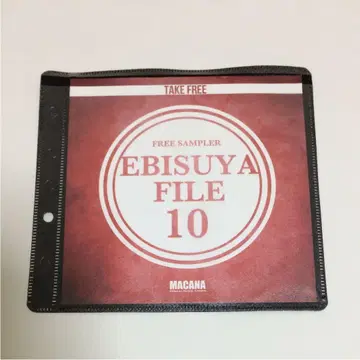 TAKE FREE
FREE SAMPLER
EBISUYA
FILE
10
MACANA